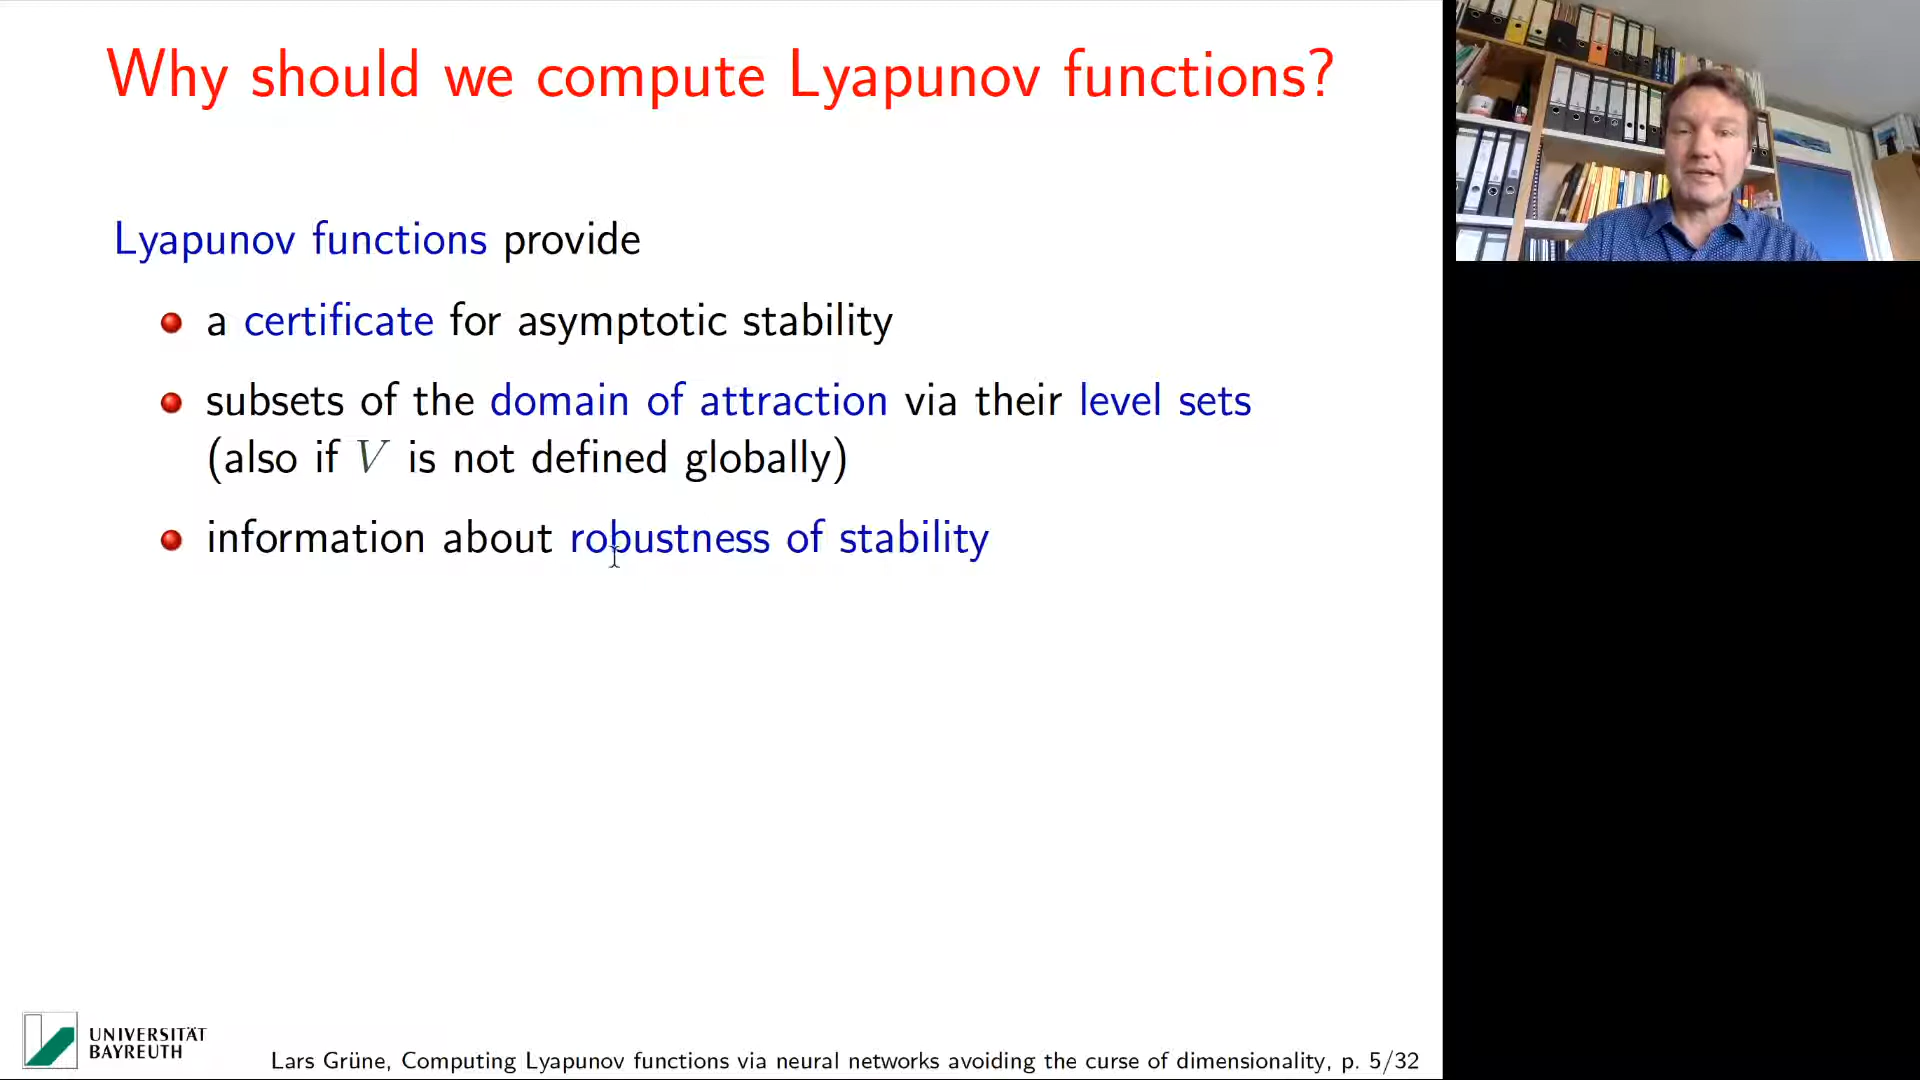 Why should we compute Lyapunov functions?
Lyapunov functions provide
a certificate for asymptotic stability
subsets of the domain of attraction via their level sets
(also if V is not defined globally)
information about robustness of stability
UNIVERSITÄT
BAYREUTH
Lars Grüne, Computing Lyapunov functions via neural networks avoiding the curse of dimensionality, p. 5/32